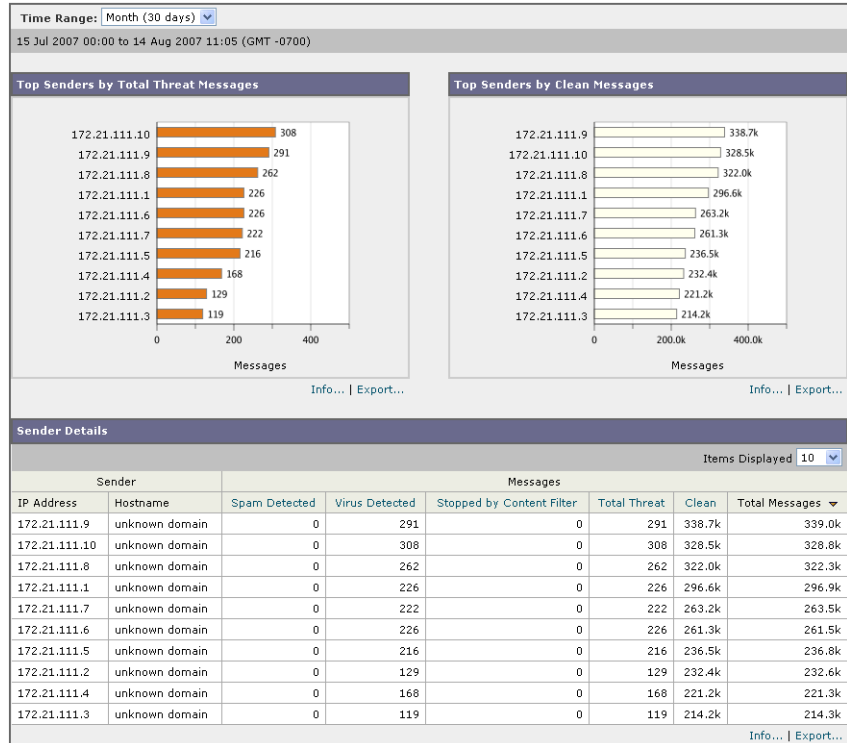 Time Range: Month (30 days)
15 Jul 2007 00:00 to 14 Aug 2007 11:05 (GMT -0700)
Top Senders by Total Threat Messages
172.21.111.10 308
172.21.111.9 291
172.21.111.8 262
172.21.111.1 226
172.21.111.6 226
172.21.111.7 222
172.21.111.5 216
172.21.111.4 168
172.21.111.2 129
172.21.111.3 119
0 200 400
Messages
Info... | Export...
Top Senders by Clean Messages
172.21.111.9 338.7k
172.21.111.10 328.5k
172.21.111.8 322.0k
172.21.111.1 296.6k
172.21.111.7 263.2k
172.21.111.6 261.3k
172.21.111.5 236.5k
172.21.111.2 232.4k
172.21.111.4 221.2k
172.21.111.3 214.2k
0 200.0k 400.0k
Messages
Info... | Export...
Sender Details
Items Displayed 10
Sender Messages
IP Address Hostname Spam Detected Virus Detected Stopped by Content Filter Total Threat Clean Total Messages
172.21.111.9 unknown domain 0 291 0 291 338.7k 339.0k
172.21.111.10 unknown domain 0 308 0 308 328.5k 328.8k
172.21.111.8 unknown domain 0 262 0 262 322.0k 322.3k
172.21.111.1 unknown domain 0 226 0 226 296.6k 296.9k
172.21.111.7 unknown domain 0 222 0 222 263.2k 263.5k
172.21.111.6 unknown domain 0 226 0 226 261.3k 261.5k
172.21.111.5 unknown domain 0 216 0 216 236.5k 236.8k
172.21.111.2 unknown domain 0 129 0 129 232.4k 232.6k
172.21.111.4 unknown domain 0 168 0 168 221.2k 221.3k
172.21.111.3 unknown domain 0 119 0 119 214.2k 214.3k
Info... | Export...